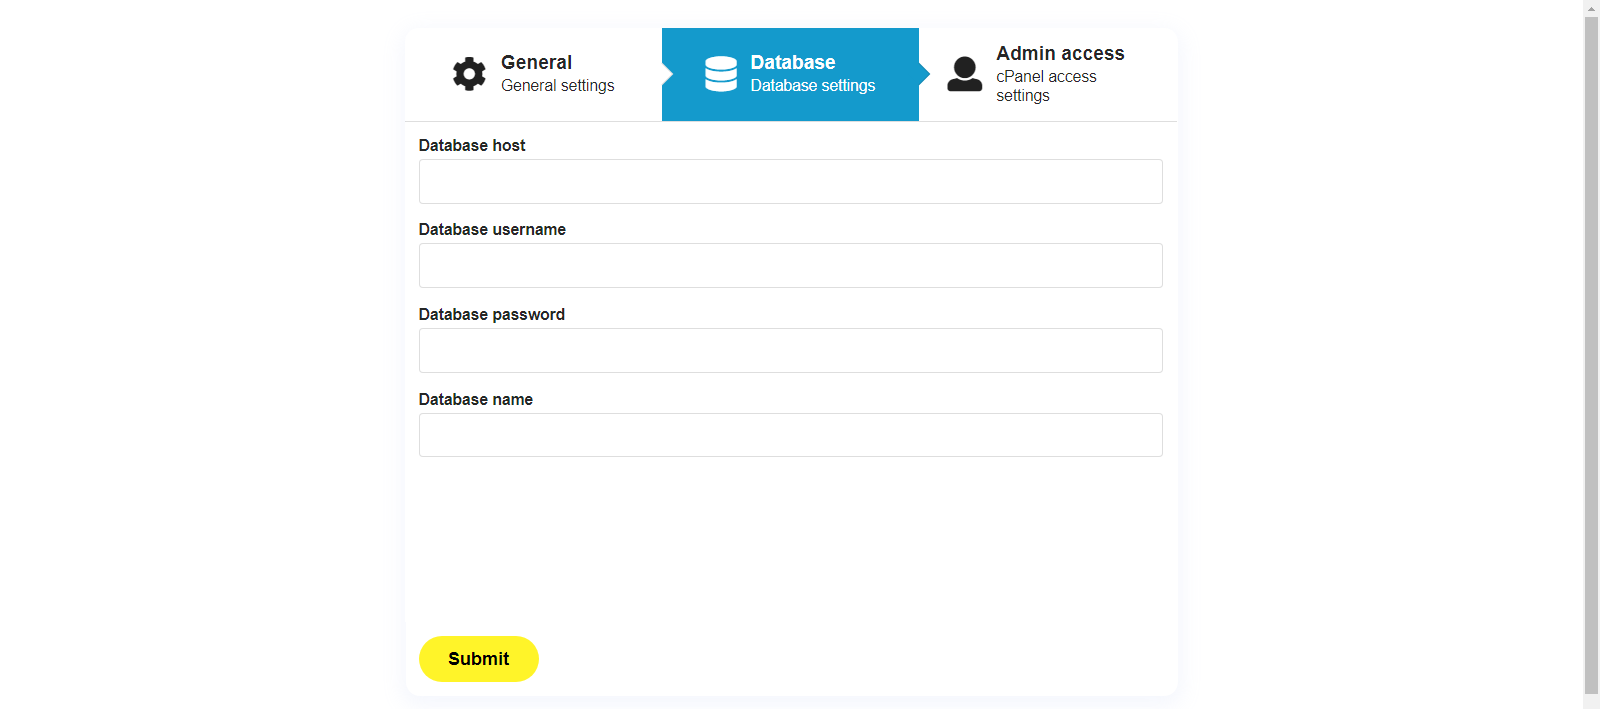 General
General settings
Database
Database settings
Admin access
cPanel access
settings
Database host
Database username
Database password
Database name
Submit